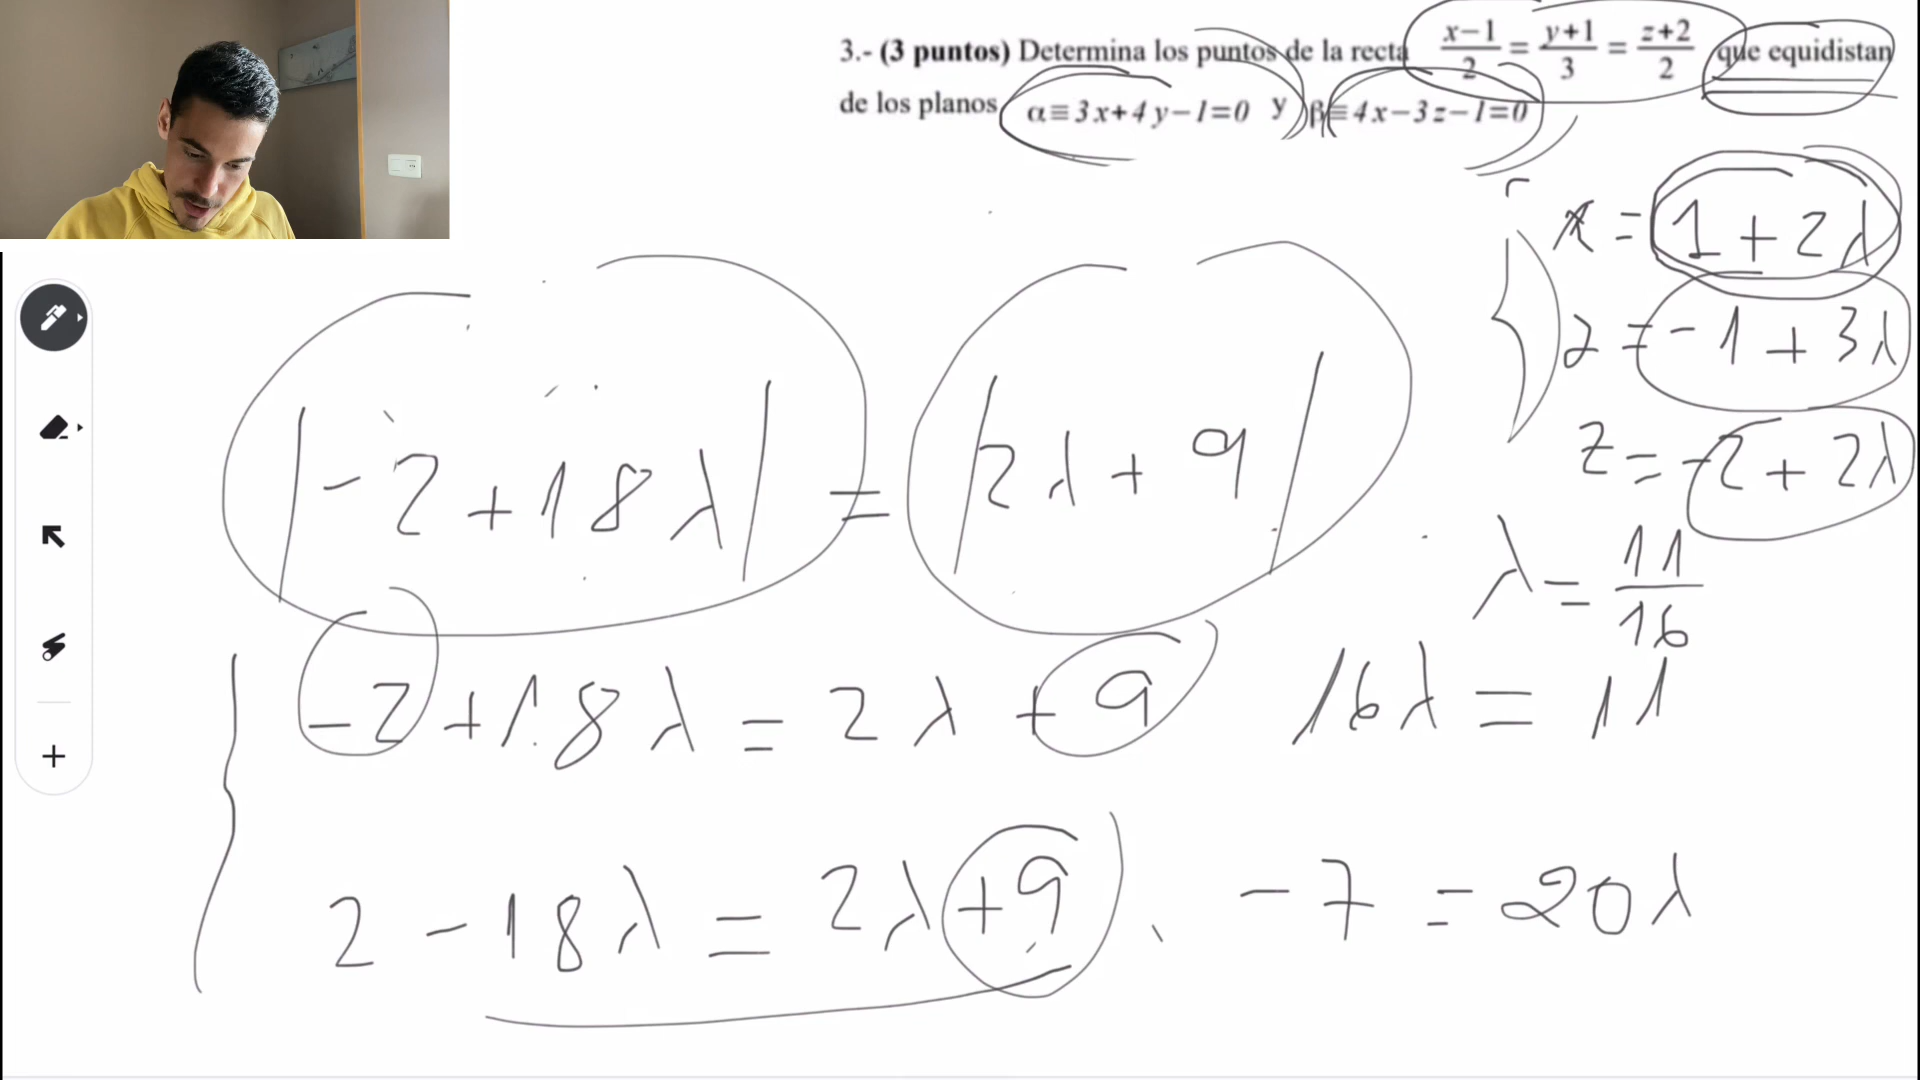 3.- (3 puntos) Determina los puntos de la recta (x-1)/2 = (y+1)/3 = (z+2)/2 que equidistan
de los planos α≡3x+4y-1=0 y β≡4x-3z-1=0
x = 1 + 2λ
2 = -1 + 3λ
z = -2 + 2λ
|-2 + 18λ| = |2λ + 9|
λ = 11/16
-2 + 18λ = 2λ + 9
16λ = 11
2 - 18λ = 2λ + 9
-7 = 20λ